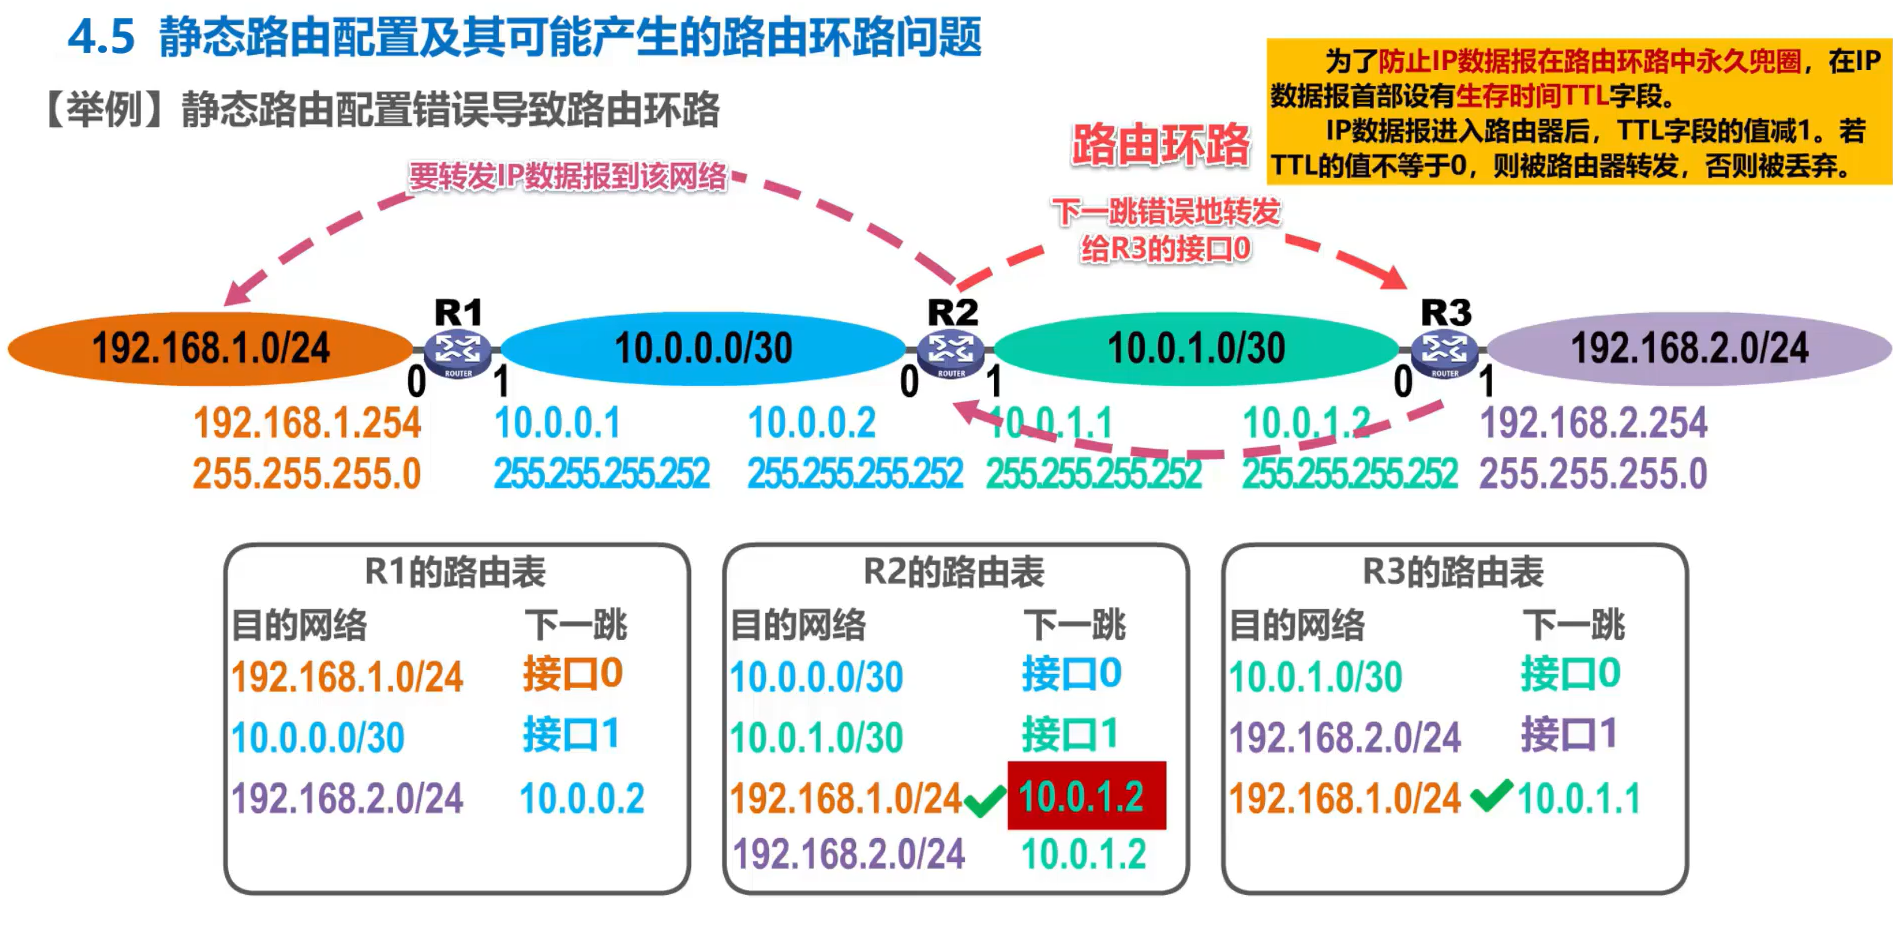 4.5 静态路由配置及其可能产生的路由环路问题
【举例】静态路由配置错误导致路由环路
为了防止IP数据报在路由环路中永久兜圈，在IP
数据报首部设有生存时间TTL字段。
IP数据报进入路由器后，TTL字段的值减1。若
TTL的值不等于0，则被路由器转发，否则被丢弃。
路由环路
要转发IP数据报到该网络
下一跳错误地转发
给R3的接口0
R1 R2 R3
192.168.1.0/24 10.0.0.0/30 10.0.1.0/30 192.168.2.0/24
ROUTER ROUTER ROUTER
0 1 0 1 0 1
192.168.1.254 10.0.0.1 10.0.0.2 10.0.1.1 10.0.1.2 192.168.2.254
255.255.255.0 255.255.255.252 255.255.255.252 255.255.255.252 255.255.255.252 255.255.255.0
R1的路由表
目的网络 下一跳
192.168.1.0/24 接口0
10.0.0.0/30 接口1
192.168.2.0/24 10.0.0.2
R2的路由表
目的网络 下一跳
10.0.0.0/30 接口0
10.0.1.0/30 接口1
192.168.1.0/24 10.0.1.2
192.168.2.0/24 10.0.1.2
R3的路由表
目的网络 下一跳
10.0.1.0/30 接口0
192.168.2.0/24 接口1
192.168.1.0/24 10.0.1.1